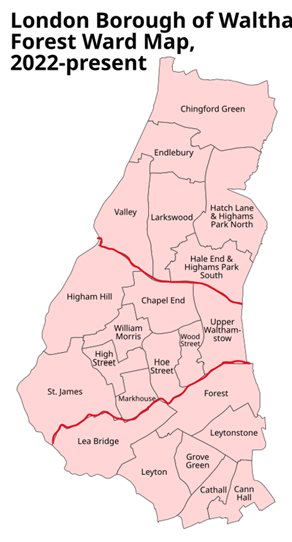 London Borough of Waltha
Forest Ward Map,
2022-present
Chingford Green
Endlebury
Valley
Larkswood
Hatch Lane
& Highams
Park North
Hale End &
Highams Park
South
Higham Hill
Chapel End
William
Morris
Upper
Waltham-
stow
Wood
Street
High
Street
Hoe
Street
St. James
Markhouse
Forest
Lea Bridge
Leytonstone
Leyton
Grove
Green
Cathall
Cann
Hall